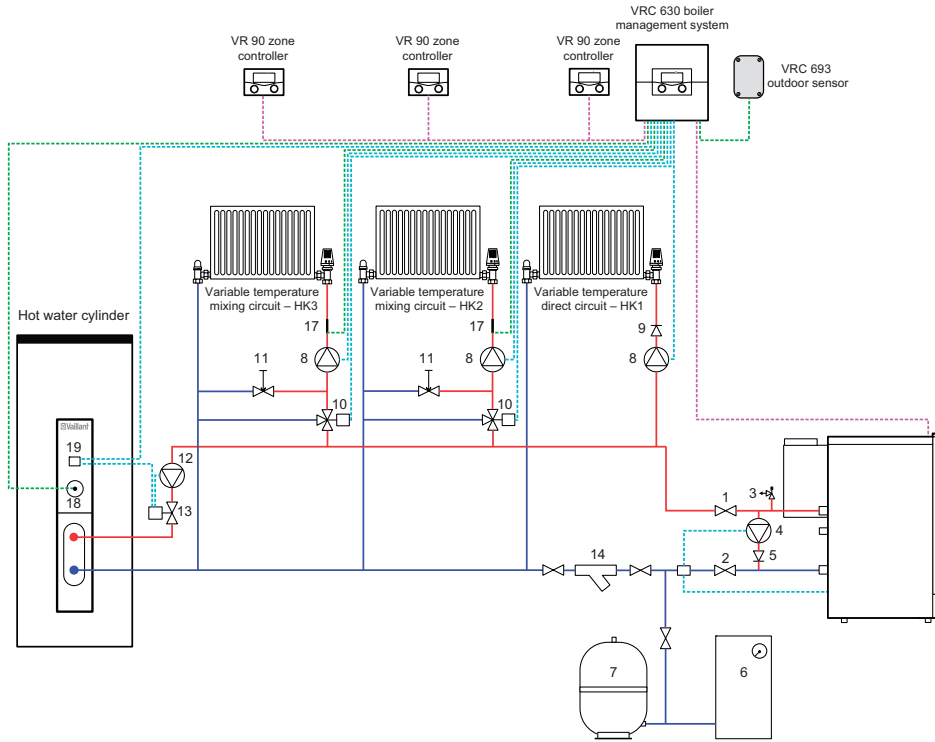 VRC 630 boiler
management system
VR 90 zone
controller
VR 90 zone
controller
VR 90 zone
controller
VRC 693
outdoor sensor
Variable temperature
mixing circuit – HK3
Variable temperature
mixing circuit – HK2
Variable temperature
direct circuit – HK1
Hot water cylinder
17
17
9
8
8
8
11
11
10
10
Vaillant
19
12
18
13
3
1
4
5
14
2
7
6